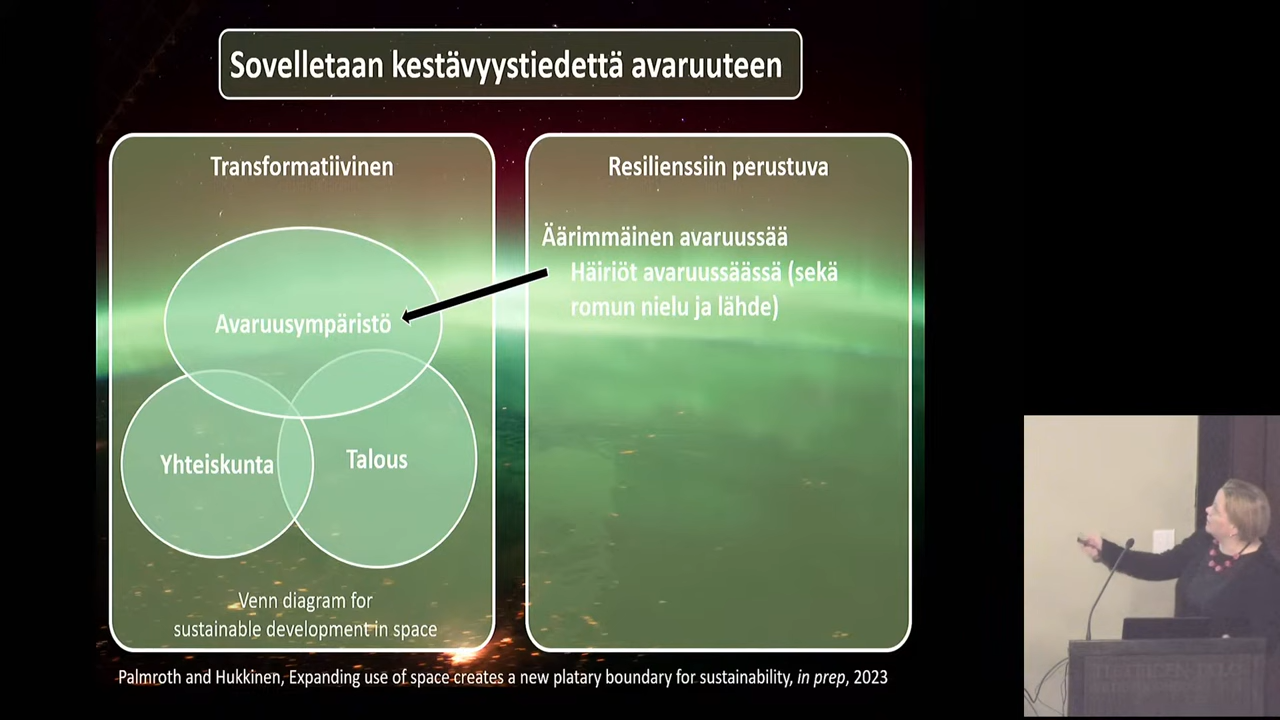 Sovelletaan kestävyystiedettä avaruuteen
Transformatiivinen
Avaruusympäristö
Yhteiskunta
Talous
Venn diagram for
sustainable development in space
Resilienssiin perustuva
Äärimmäinen avaruussää
Häiriöt avaruussäässä (sekä
romun nielu ja lähde)
Palmroth and Hukkinen, Expanding use of space creates a new platary boundary for sustainability, in prep, 2023